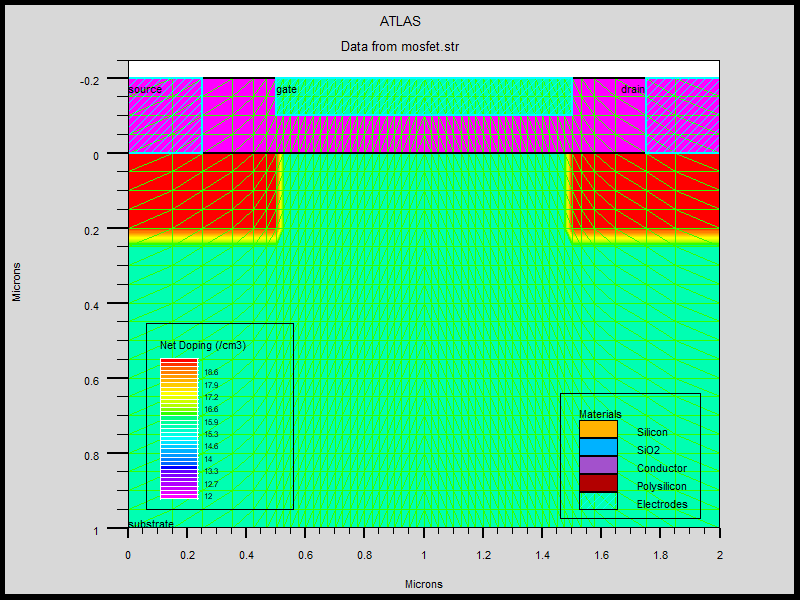 ATLAS
Data from mosfet.str
source
gate
drain
-0.2
0
0.2
0.4
0.6
0.8
1
Microns
Net Doping (/cm3)
18.6
17.9
17.2
16.6
15.9
15.3
14.6
14
13.3
12.7
12
Materials
Silicon
SiO2
Conductor
Polysilicon
Electrodes
substrate
0 0.2 0.4 0.6 0.8 1 1.2 1.4 1.6 1.8 2
Microns